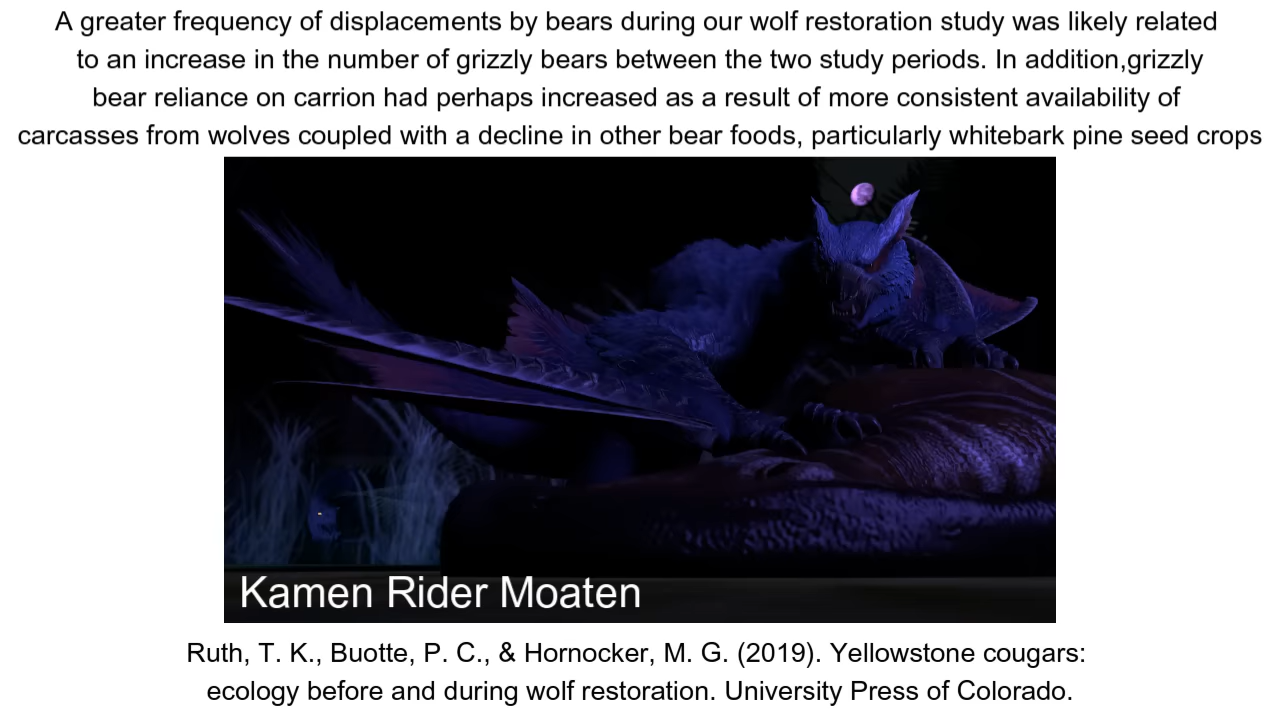 A greater frequency of displacements by bears during our wolf restoration study was likely related
to an increase in the number of grizzly bears between the two study periods. In addition,grizzly
bear reliance on carrion had perhaps increased as a result of more consistent availability of
carcasses from wolves coupled with a decline in other bear foods, particularly whitebark pine seed crops
Kamen Rider Moaten
Ruth, T. K., Buotte, P. C., & Hornocker, M. G. (2019). Yellowstone cougars:
ecology before and during wolf restoration. University Press of Colorado.